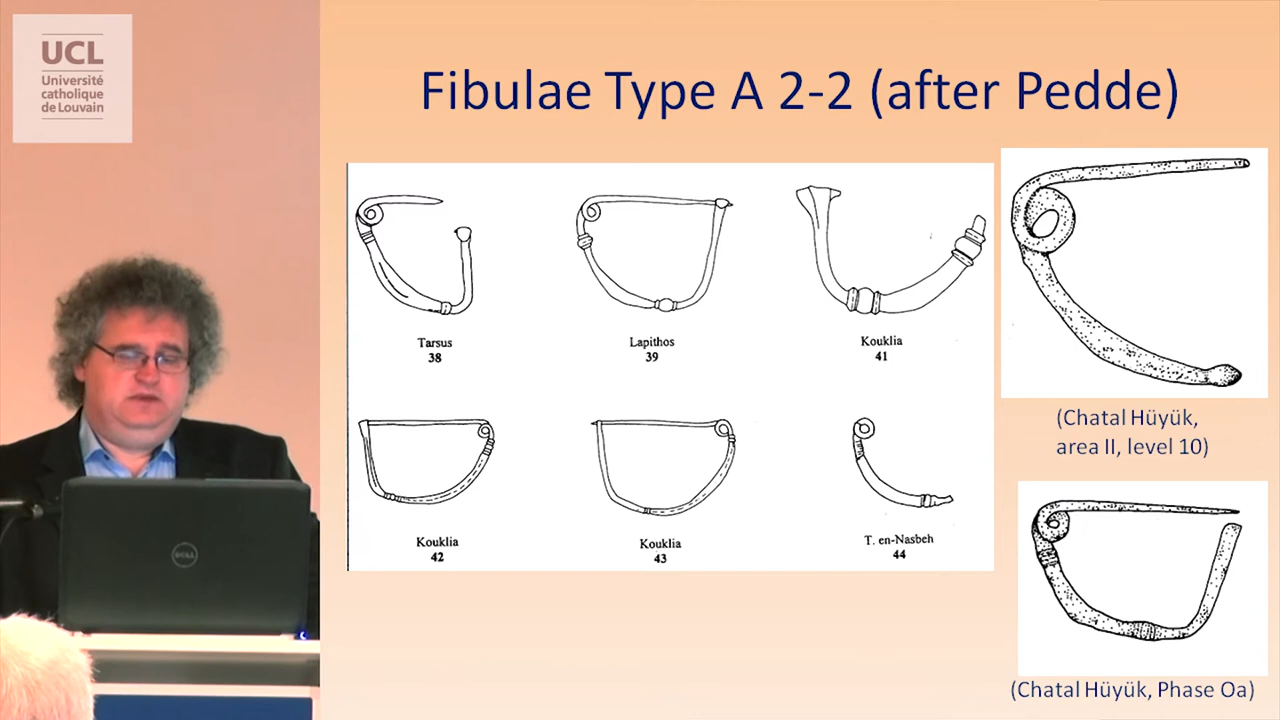 UCL
Université
catholique
de Louvain
Fibulae Type A 2-2 (after Pedde)
Tarsus
38
Lapithos
39
Kouklia
41
Kouklia
42
Kouklia
43
T. en-Nasbeh
44
(Chatal Hüyük,
area II, level 10)
(Chatal Hüyük, Phase Oa)
DELL